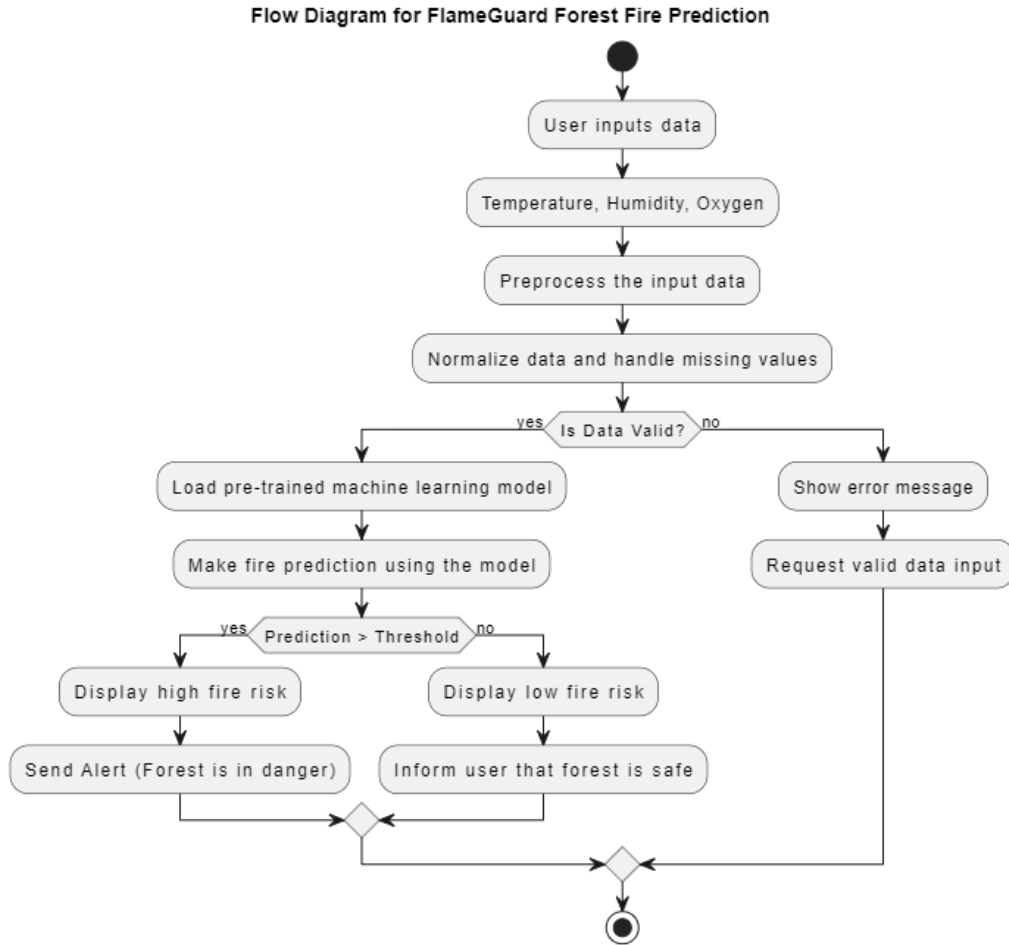 Flow Diagram for FlameGuard Forest Fire Prediction
User inputs data
Temperature, Humidity, Oxygen
Preprocess the input data
Normalize data and handle missing values
yes
Is Data Valid?
no
Load pre-trained machine learning model
Show error message
Make fire prediction using the model
Request valid data input
yes
Prediction > Threshold
no
Display high fire risk
Display low fire risk
Send Alert (Forest is in danger)
Inform user that forest is safe